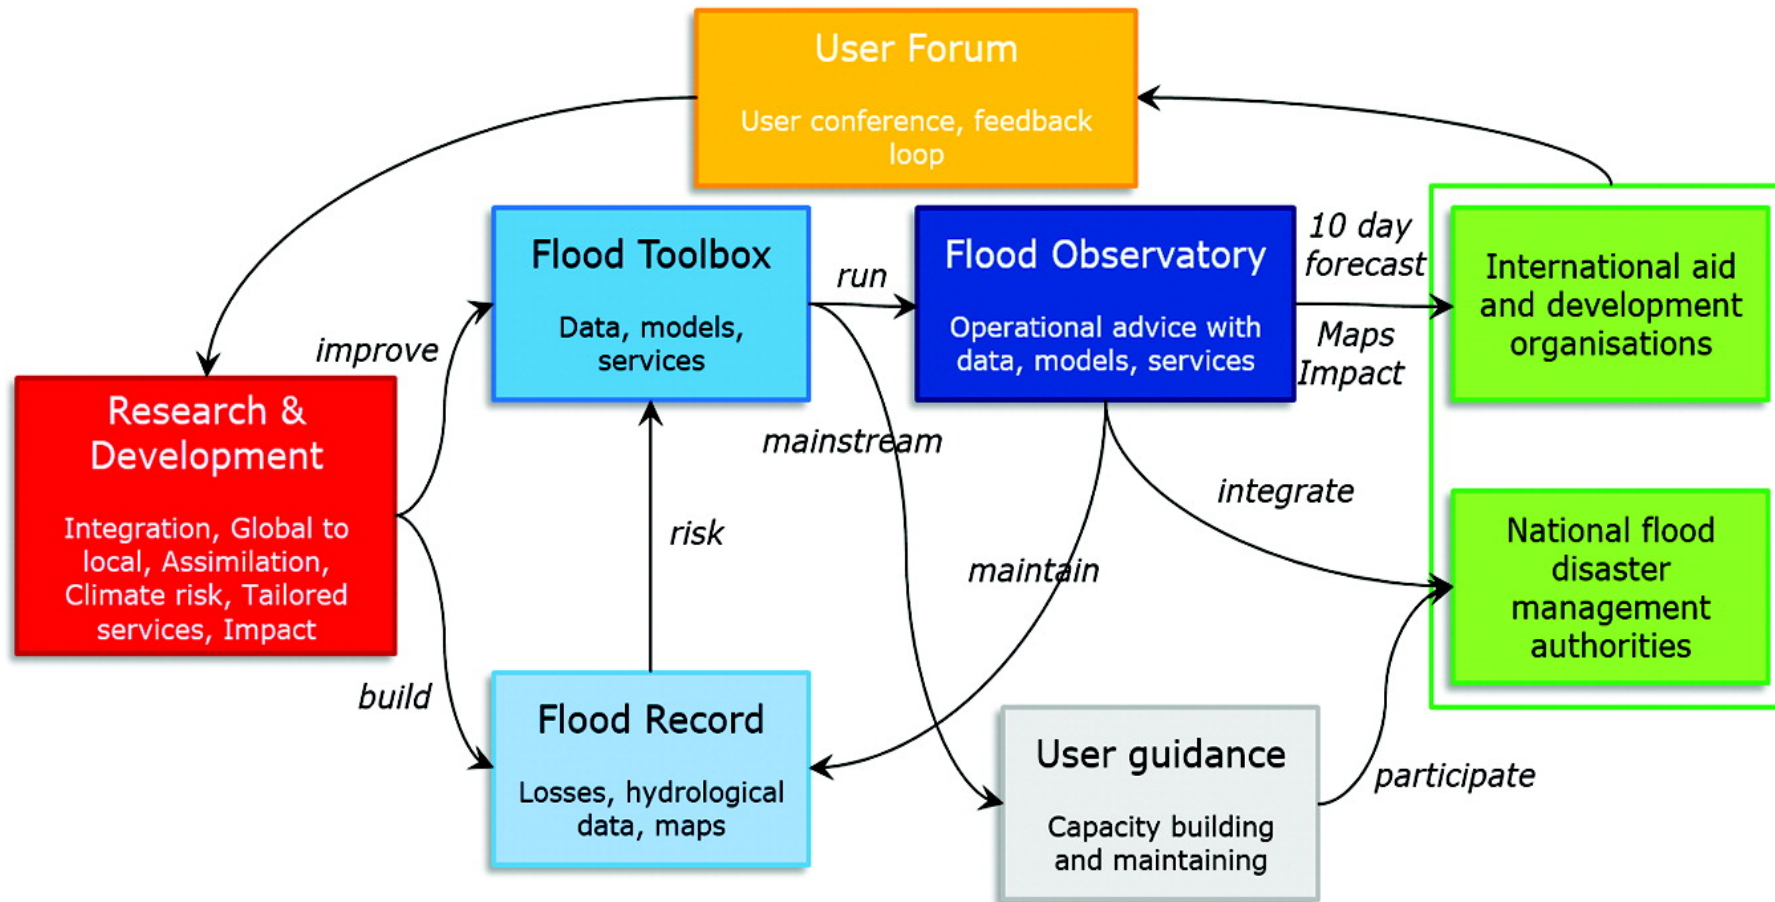 User Forum
User conference, feedback
loop
Flood Toolbox
Data, models,
services
run
Flood Observatory
Operational advice with
data, models, services
10 day
forecast
Maps
Impact
International aid
and development
organisations
improve
Research &
Development
Integration, Global to
local, Assimilation,
Climate risk, Tailored
services, Impact
mainstream
integrate
risk
maintain
National flood
disaster
management
authorities
build
Flood Record
Losses, hydrological
data, maps
User guidance
Capacity building
and maintaining
participate